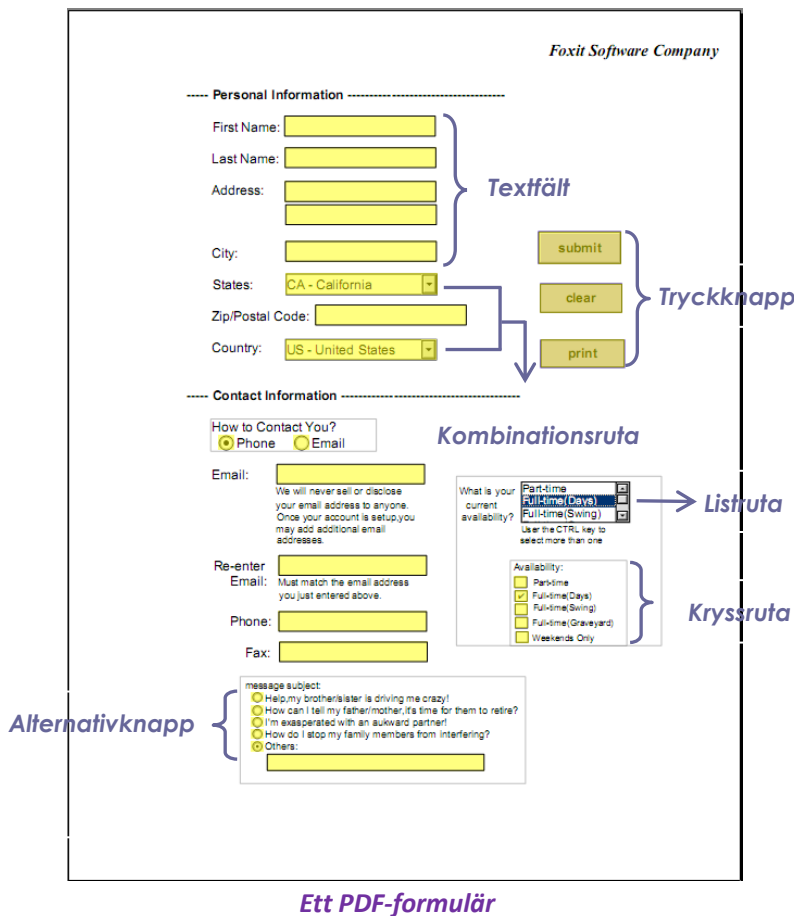 Foxit Software Company
----- Personal Information ------------------------------------
First Name:
Last Name:
Address:
Textfält
City:
submit
States: CA - California
clear
Tryckknapp
Zip/Postal Code:
Country: US - United States
print
----- Contact Information -----------------------------------------
How to Contact You?
Phone Email
Kombinationsruta
Email:
We will never sell or disclose
your email address to anyone.
Once your account is setup,you
may add additional email
addresses.
What is your
current
availability?
Part-time
Full-time(Days)
Full-time(Swing)
User the CTRL key to
select more than one
Listruta
Re-enter
Email:
Must match the email address
you just entered above.
Availability:
Part-time
Full-time(Days)
Full-time(Swing)
Full-time(Graveyard)
Weekends Only
Kryssruta
Phone:
Fax:
message subject:
Help,my brother/sister is driving me crazy!
How can I tell my father/mother,it's time for them to retire?
I'm exasperated with an aukward partner!
How do I stop my family members from interfering?
Others:
Alternativknapp
Ett PDF-formulär